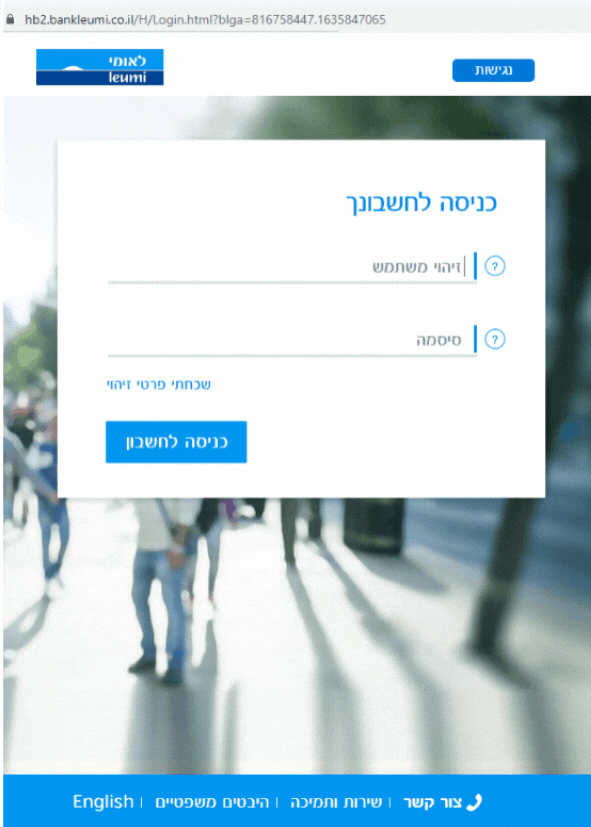 hb2.bankleumi.co.il/H/Login.html?blga=816758447.1635847065
לאומי
leumi
נגישות
כניסה לחשבונך
זיהוי משתמש ?
סיסמה ?
שכחתי פרטי זיהוי
כניסה לחשבון
צור קשר | שירות ותמיכה | היבטים משפטיים | English